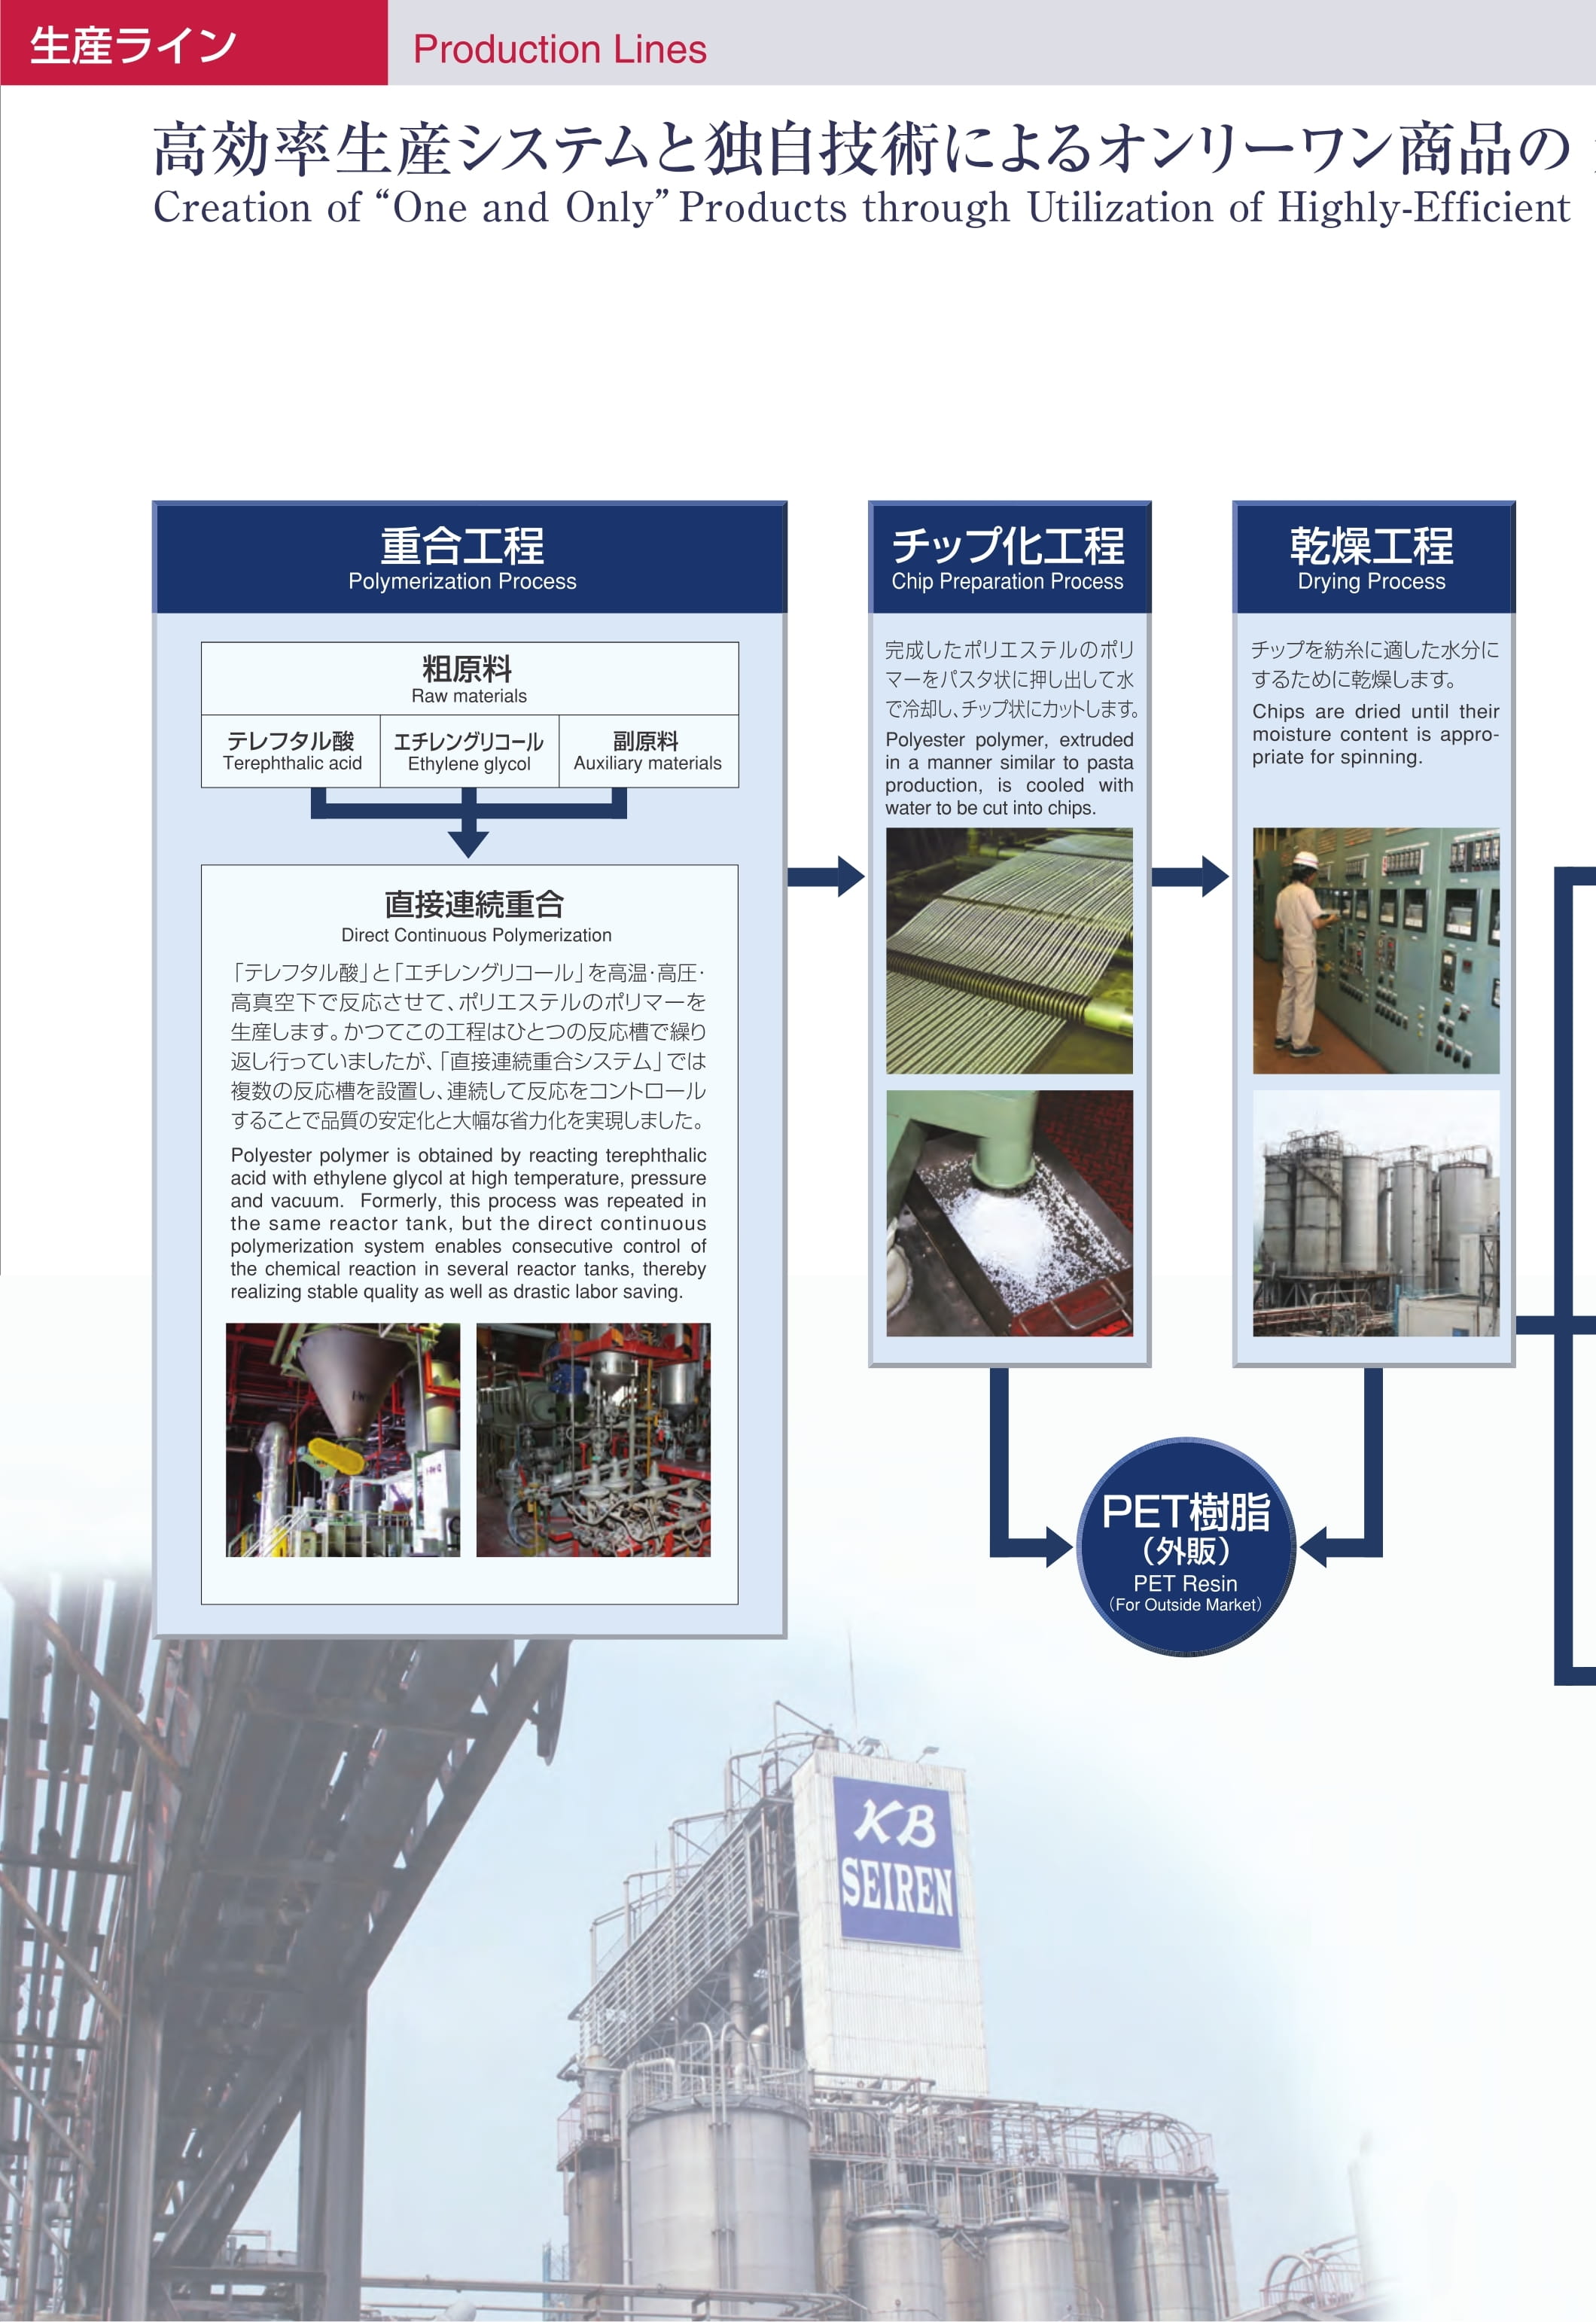 生産ライン
Production Lines
高効率生産システムと独自技術によるオンリーワン商品の
Creation of “One and Only” Products through Utilization of Highly-Efficient
重合工程
Polymerization Process
粗原料
Raw materials
テレフタル酸
Terephthalic acid
エチレングリコール
Ethylene glycol
副原料
Auxiliary materials
直接連続重合
Direct Continuous Polymerization
「テレフタル酸」と「エチレングリコール」を高温・高圧・
高真空下で反応させて、ポリエステルのポリマーを
生産します。かつてこの工程はひとつの反応槽で繰り
返し行っていましたが、「直接連続重合システム」では
複数の反応槽を設置し、連続して反応をコントロール
することで品質の安定化と大幅な省力化を実現しました。
Polyester polymer is obtained by reacting terephthalic
acid with ethylene glycol at high temperature, pressure
and vacuum. Formerly, this process was repeated in
the same reactor tank, but the direct continuous
polymerization system enables consecutive control of
the chemical reaction in several reactor tanks, thereby
realizing stable quality as well as drastic labor saving.
チップ化工程
Chip Preparation Process
完成したポリエステルのポリ
マーをパスタ状に押し出して水
で冷却し、チップ状にカットします。
Polyester polymer, extruded
in a manner similar to pasta
production, is cooled with
water to be cut into chips.
乾燥工程
Drying Process
チップを紡糸に適した水分に
するために乾燥します。
Chips are dried until their
moisture content is appro-
priate for spinning.
PET樹脂
（外販）
PET Resin
(For Outside Market)
KB
SEIREN